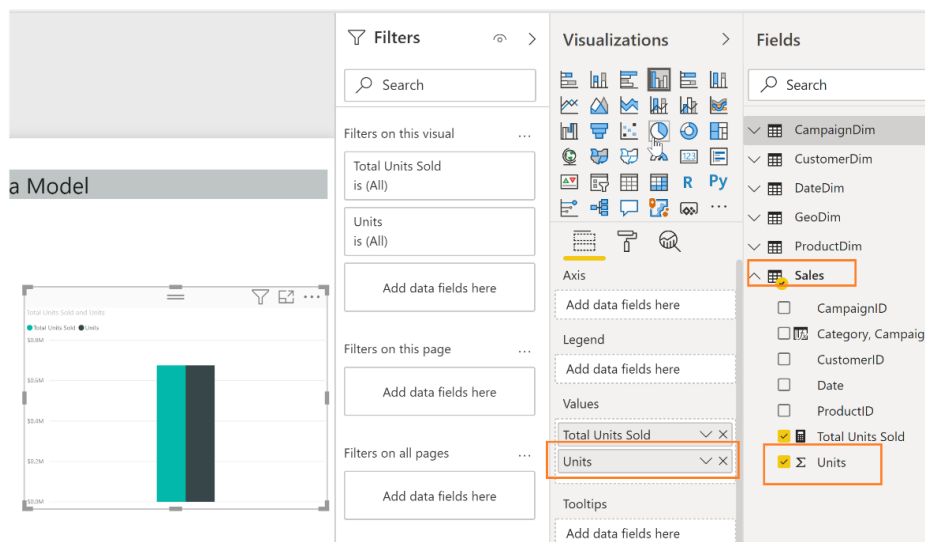 a Model
Total Units Sold and Units
Total Units Sold Units
$0.8M
$0.6M
$0.4M
$0.2M
$0.0M
Filters
Search
Filters on this visual ...
Total Units Sold
is (All)
Units
is (All)
Add data fields here
Filters on this page ...
Add data fields here
Filters on all pages ...
Add data fields here
Visualizations
123
R Py
...
Axis
Add data fields here
Legend
Add data fields here
Values
Total Units Sold
Units
Tooltips
Add data fields here
Fields
Search
CampaignDim
CustomerDim
DateDim
GeoDim
ProductDim
Sales
CampaignID
Category, Campaig
CustomerID
Date
ProductID
Total Units Sold
Σ Units